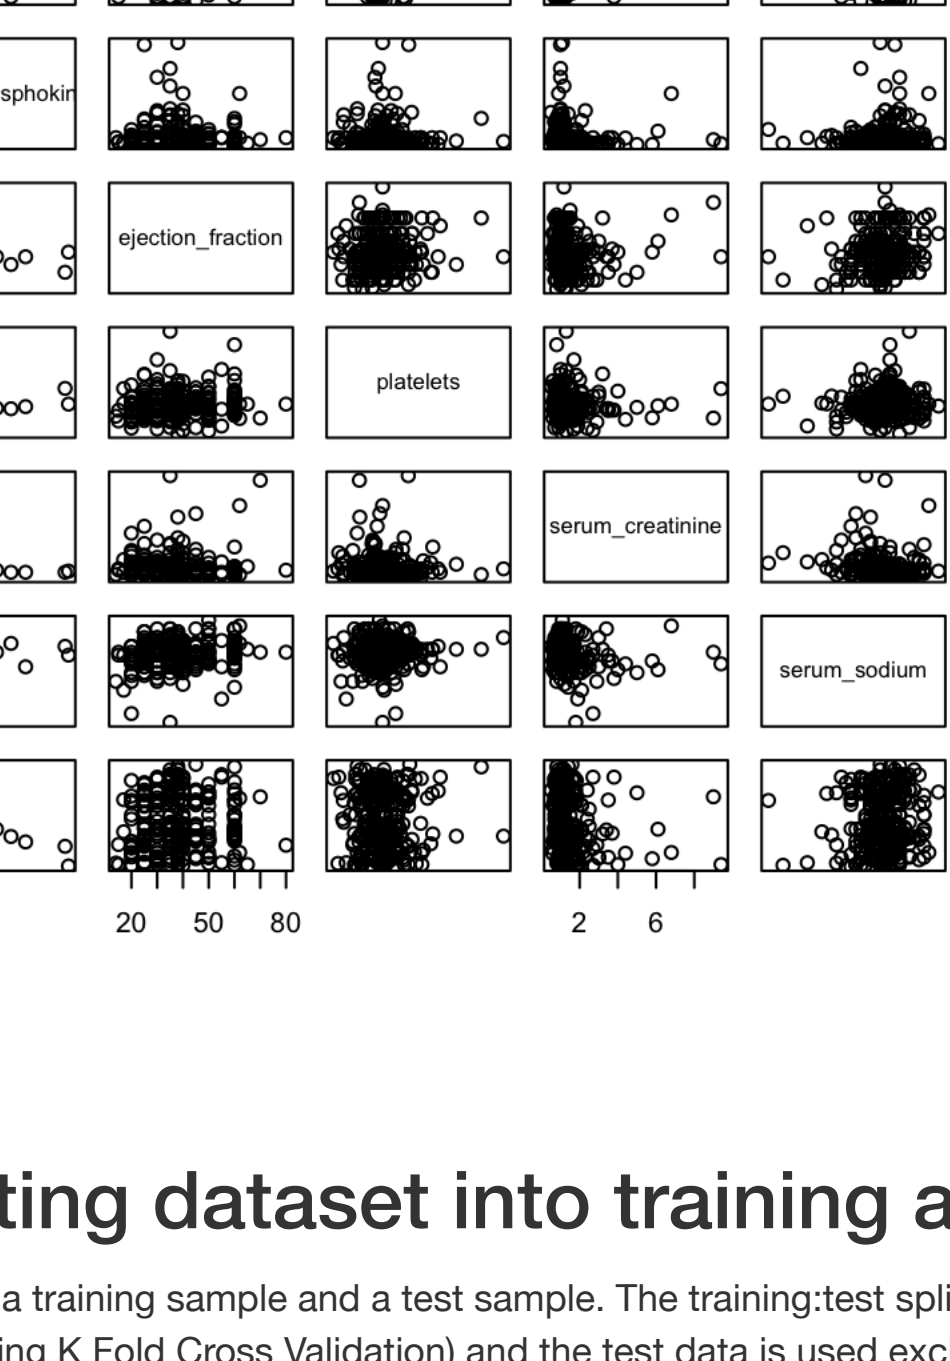 sphokin
ejection_fraction
platelets
serum_creatinine
serum_sodium
20 50 80 2 6
ting dataset into training a
a training sample and a test sample. The training:test spli
ing K Fold Cross Validation) and the test data is used excl